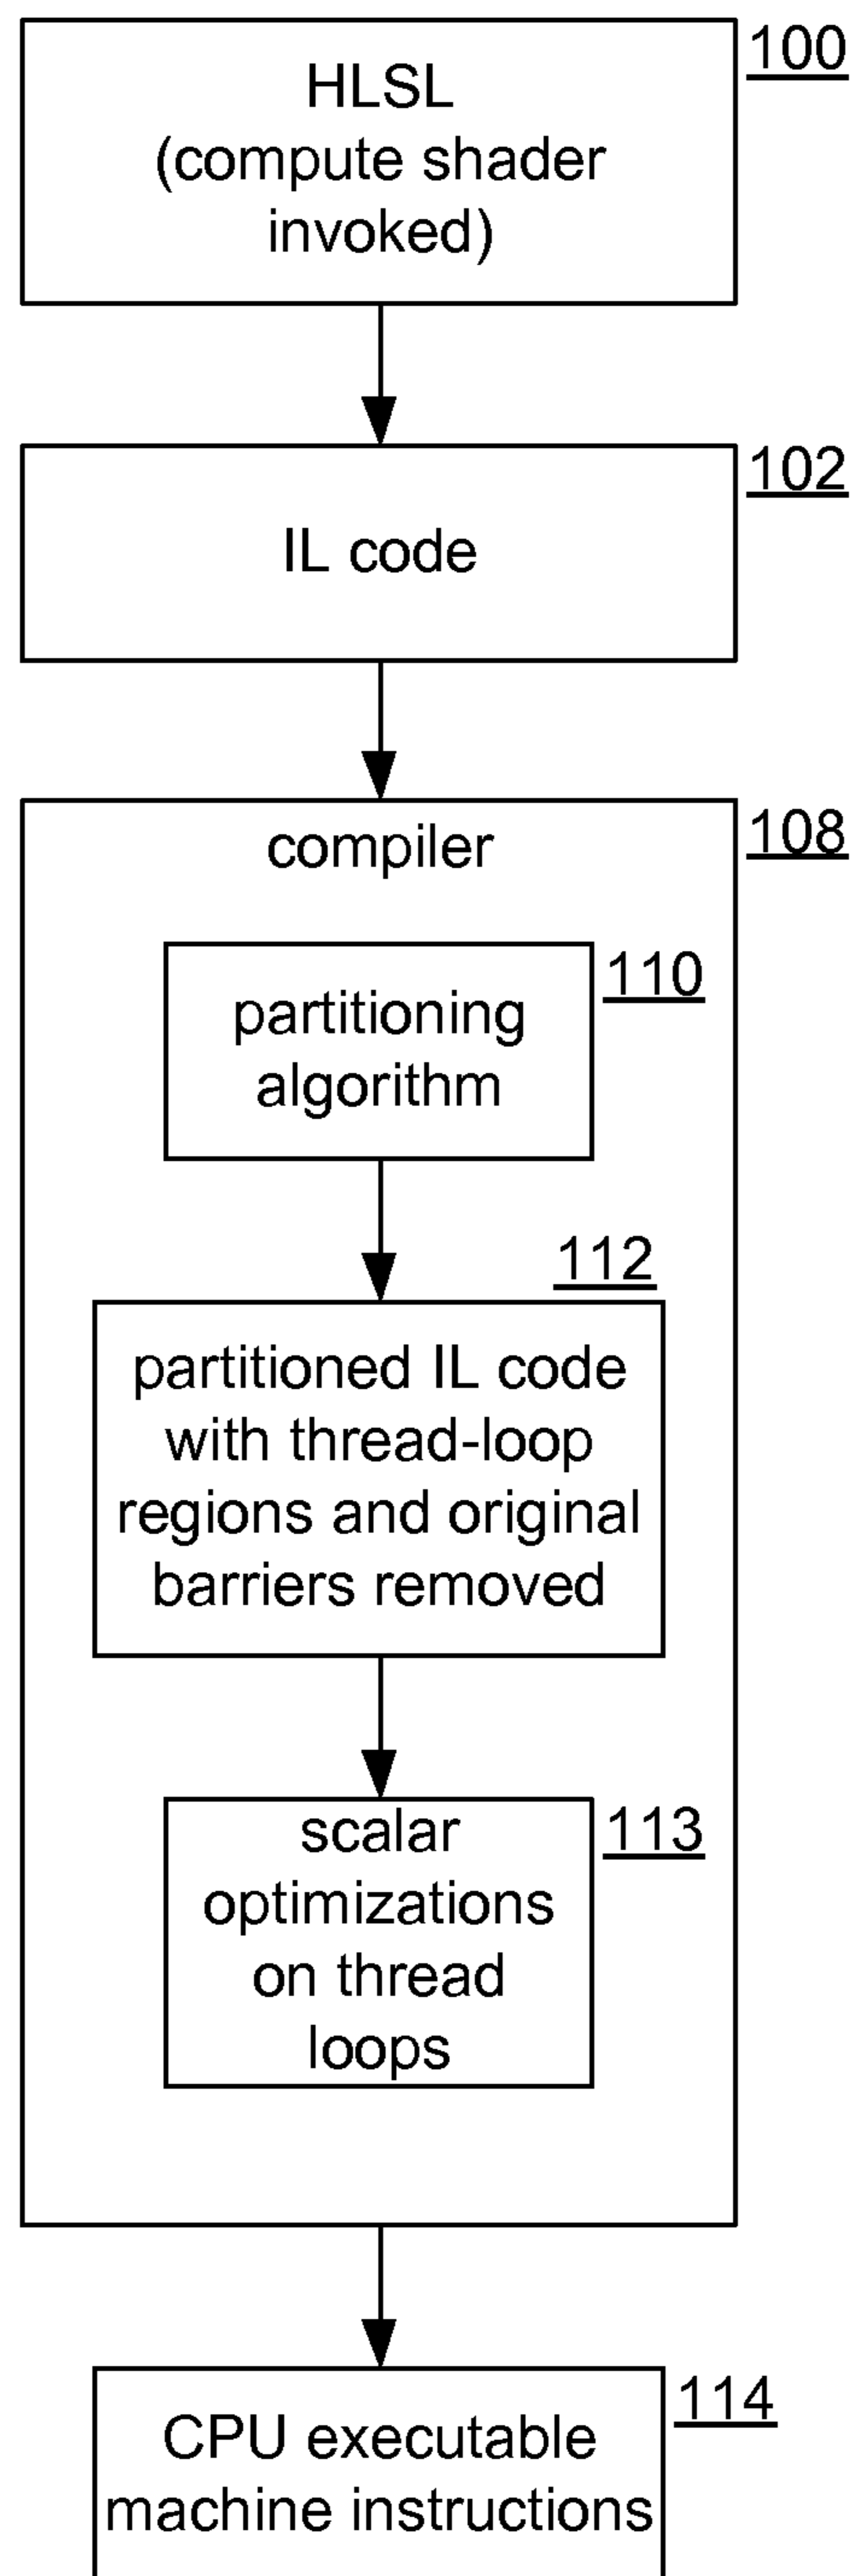 100
HLSL
(compute shader
invoked)
102
IL code
108
compiler
110
partitioning
algorithm
112
partitioned IL code
with thread-loop
regions and original
barriers removed
113
scalar
optimizations
on thread
loops
114
CPU executable
machine instructions